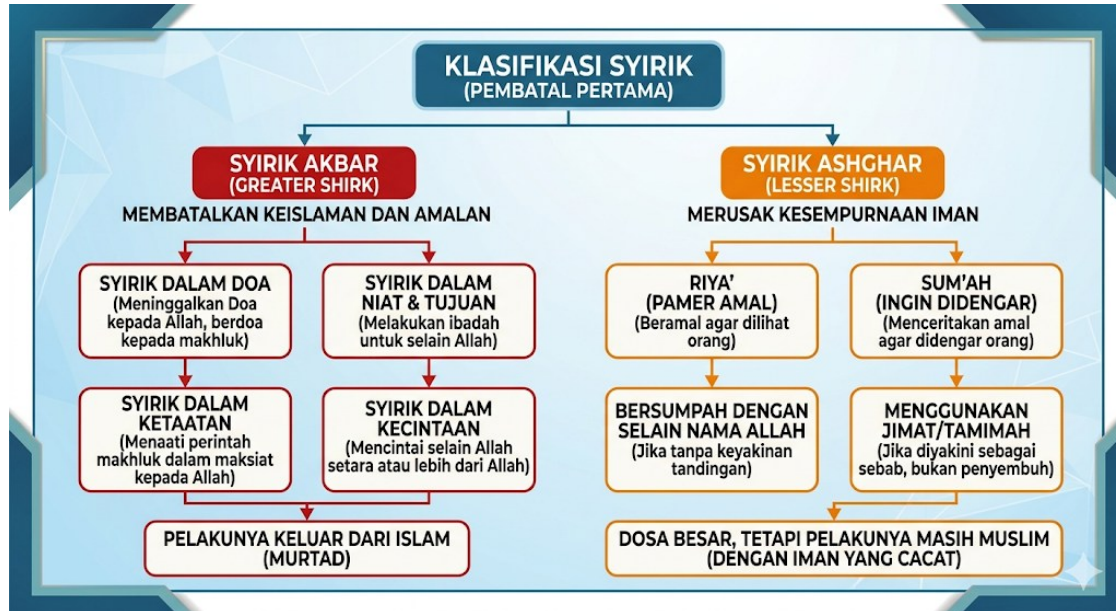 KLASIFIKASI SYIRIK
(PEMBATAL PERTAMA)
SYIRIK AKBAR
(GREATER SHIRK)
MEMBATALKAN KEISLAMAN DAN AMALAN
SYIRIK DALAM DOA
(Meninggalkan Doa
kepada Allah, berdoa
kepada makhluk)
SYIRIK DALAM
NIAT & TUJUAN
(Melakukan ibadah
untuk selain Allah)
SYIRIK DALAM
KETAATAN
(Menaati perintah
makhluk dalam maksiat
kepada Allah)
SYIRIK DALAM
KECINTAAN
(Mencintai selain Allah
setara atau lebih dari Allah)
PELAKUNYA KELUAR DARI ISLAM
(MURTAD)
SYIRIK ASHGHAR
(LESSER SHIRK)
MERUSAK KESEMPURNAAN IMAN
RIYA’
(PAMER AMAL)
(Beramal agar dilihat
orang)
SUM’AH
(INGIN DIDENGAR)
(Menceritakan amal
agar didengar orang)
BERSUMPAH DENGAN
SELAIN NAMA ALLAH
(Jika tanpa keyakinan
tandingan)
MENGGUNAKAN
JIMAT/TAMIMAH
(Jika diyakini sebagai
sebab, bukan penyembuh)
DOSA BESAR, TETAPI PELAKUNYA MASIH MUSLIM
(DENGAN IMAN YANG CACAT)